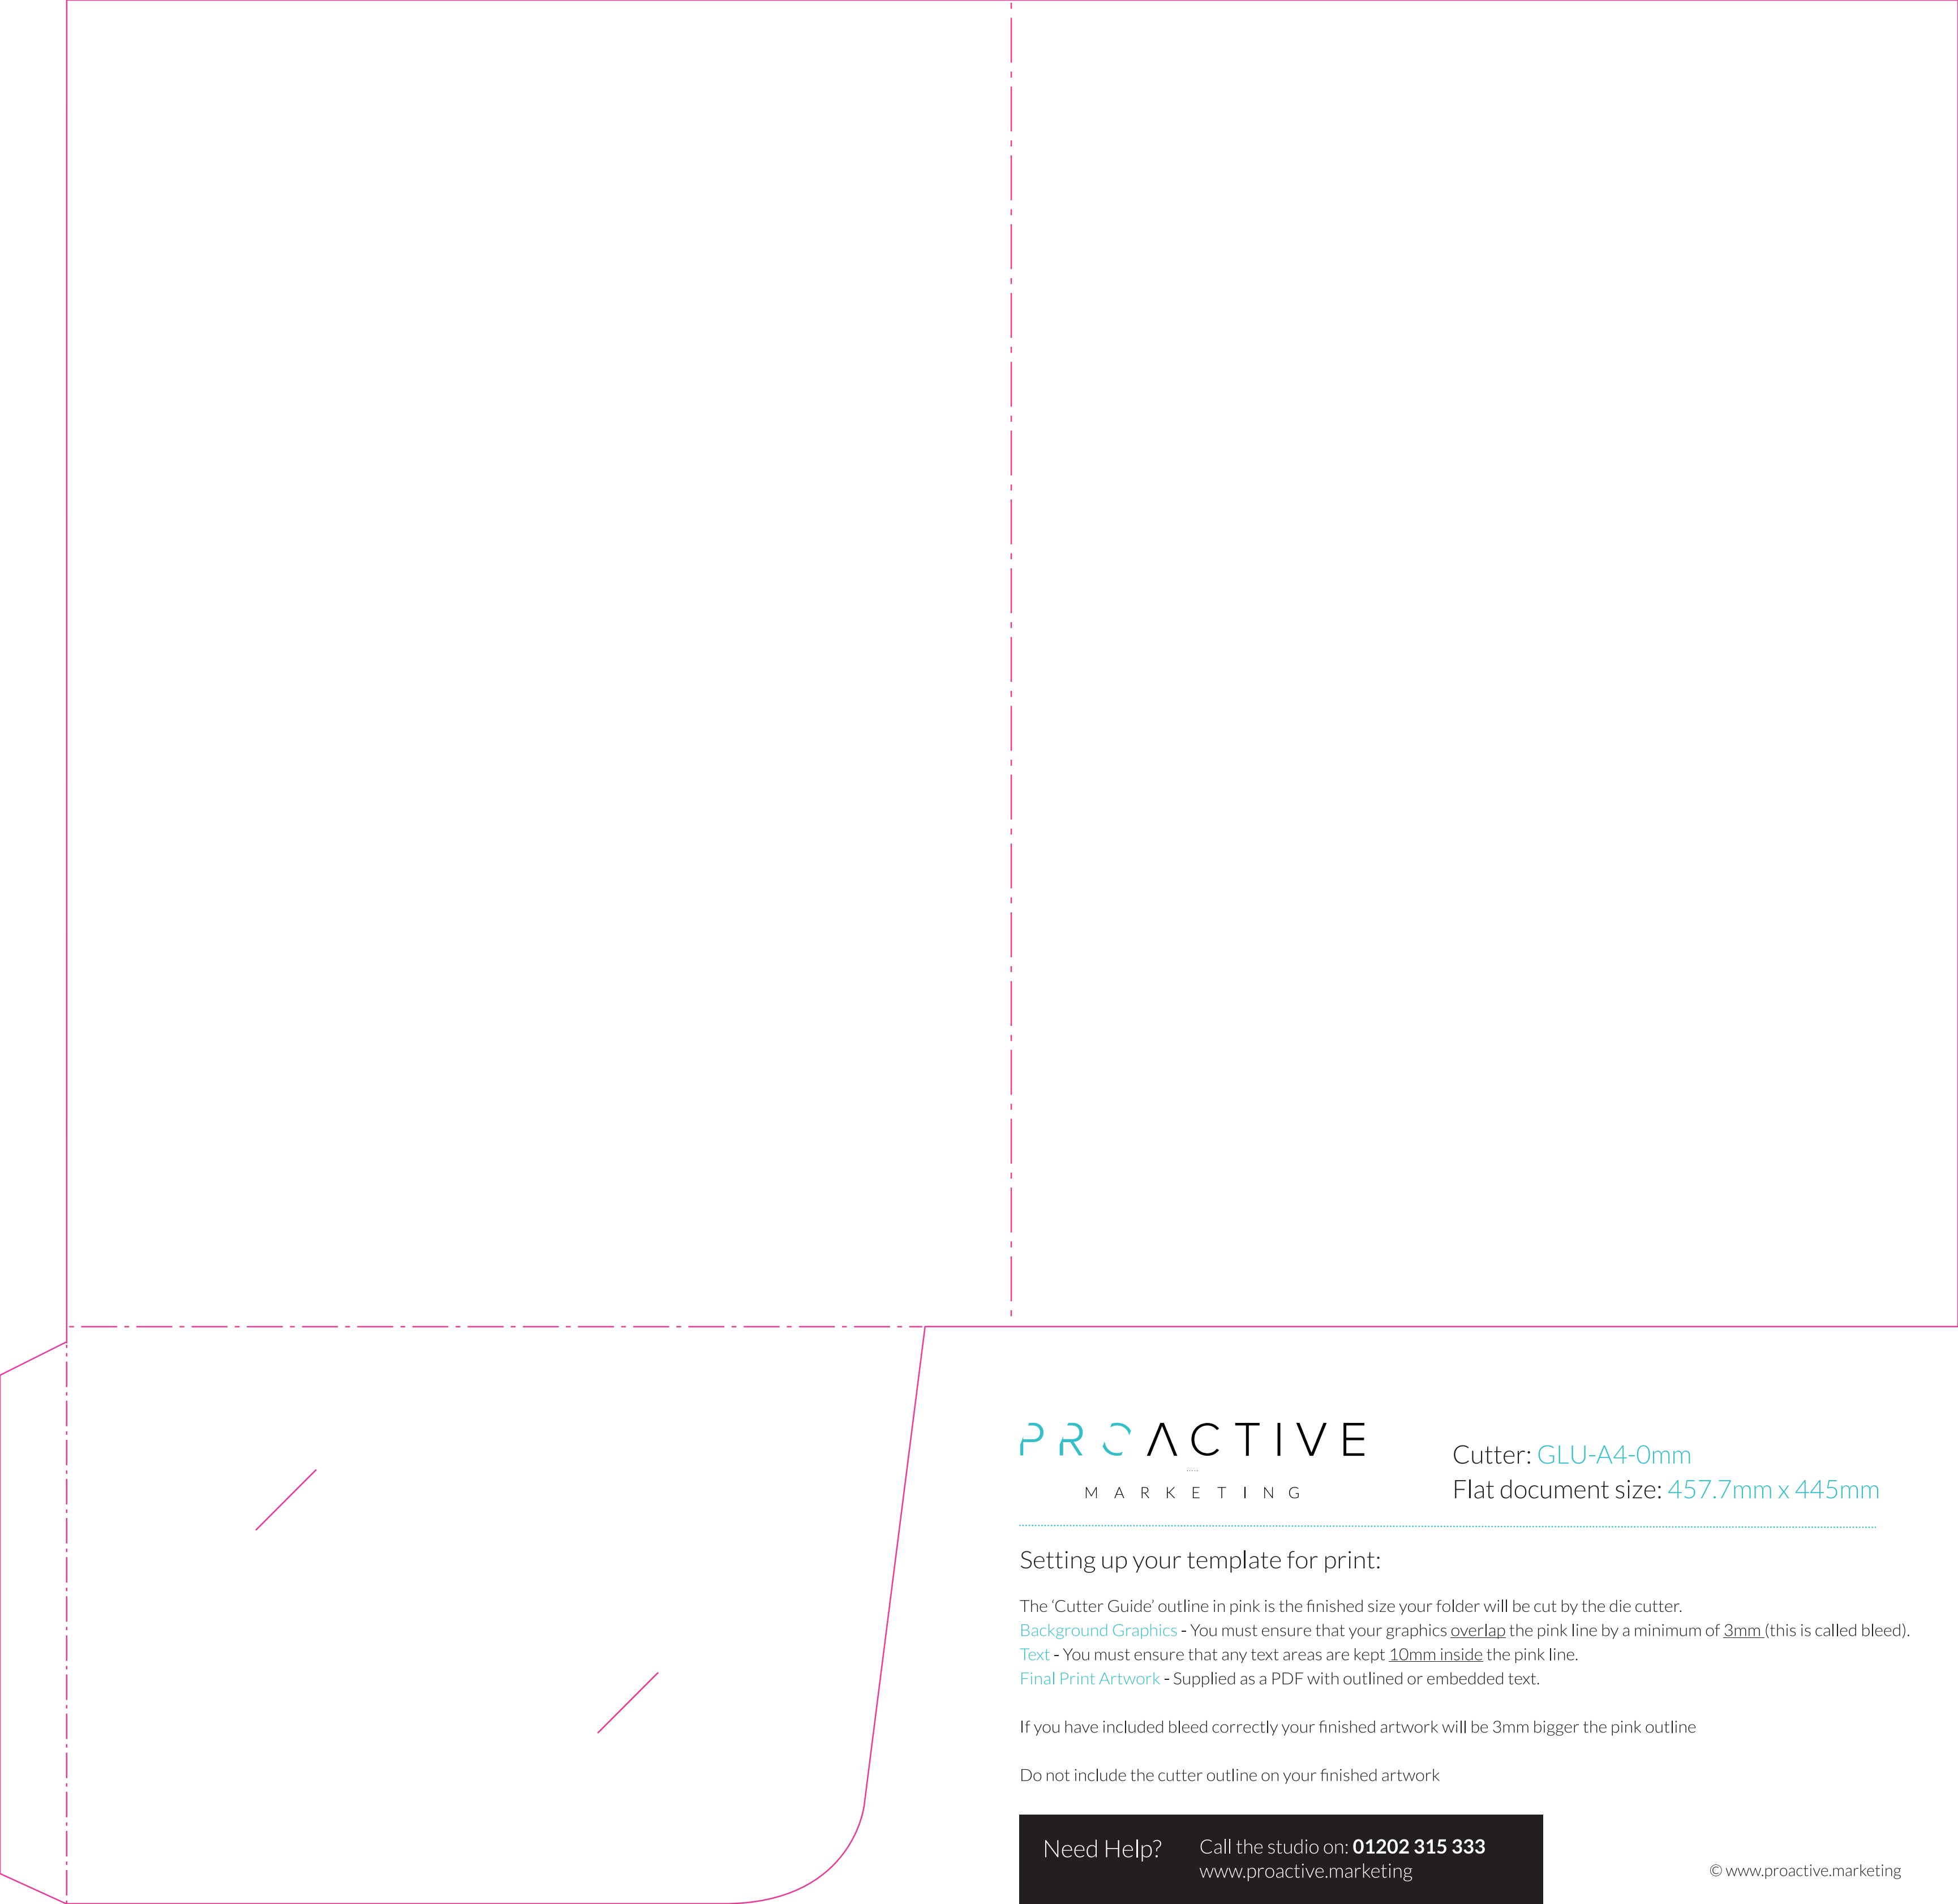 PROACTIVE
MARKETING
Cutter: GLU-A4-0mm
Flat document size: 457.7mm x 445mm
Setting up your template for print:
The ‘Cutter Guide’ outline in pink is the finished size your folder will be cut by the die cutter.
Background Graphics - You must ensure that your graphics overlap the pink line by a minimum of 3mm (this is called bleed).
Text - You must ensure that any text areas are kept 10mm inside the pink line.
Final Print Artwork - Supplied as a PDF with outlined or embedded text.
If you have included bleed correctly your finished artwork will be 3mm bigger the pink outline
Do not include the cutter outline on your finished artwork
Need Help?
Call the studio on: 01202 315 333
www.proactive.marketing
© www.proactive.marketing